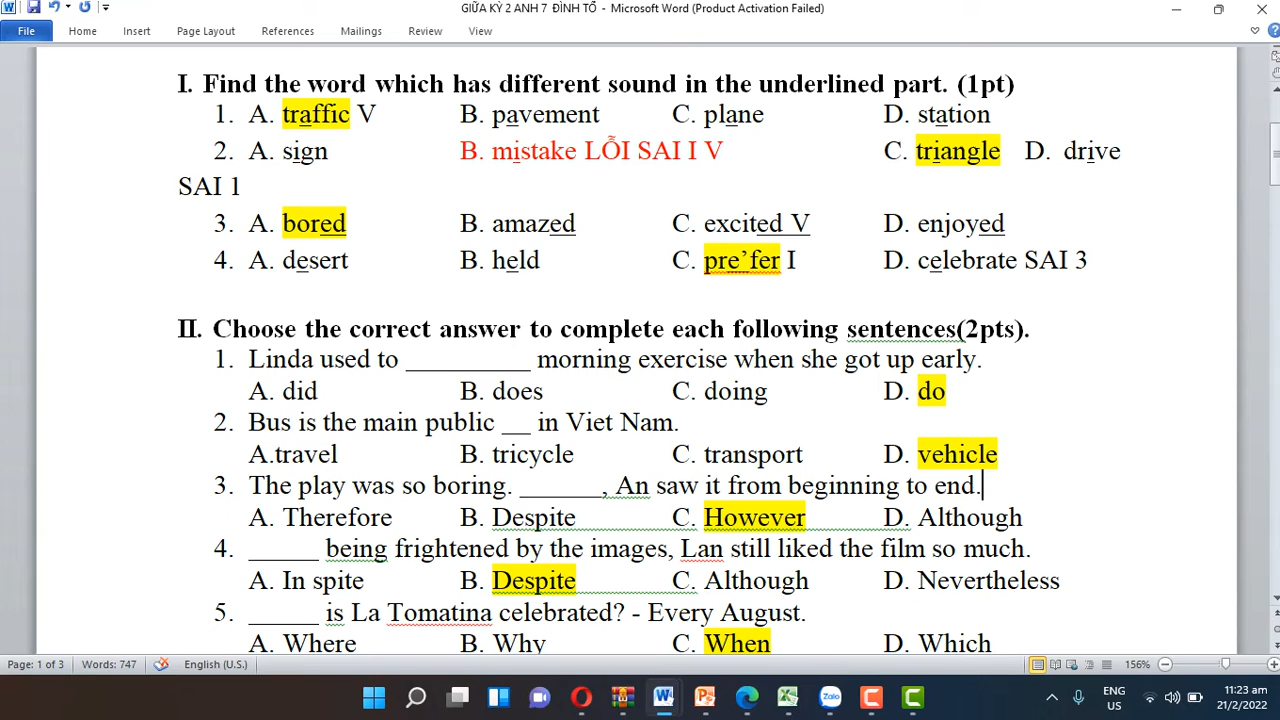 GIỮA KỲ 2 ANH 7 ĐÌNH TỔ - Microsoft Word (Product Activation Failed)
File Home Insert Page Layout References Mailings Review View
I. Find the word which has different sound in the underlined part. (1pt)
1. A. traffic V B. pavement C. plane D. station
2. A. sign B. mistake LỖI SAI I V C. triangle D. drive
SAI 1
3. A. bored B. amazed C. excited V D. enjoyed
4. A. desert B. held C. pre’fer I D. celebrate SAI 3
II. Choose the correct answer to complete each following sentences(2pts).
1. Linda used to _________ morning exercise when she got up early.
A. did B. does C. doing D. do
2. Bus is the main public __ in Viet Nam.
A.travel B. tricycle C. transport D. vehicle
3. The play was so boring. ______, An saw it from beginning to end.
A. Therefore B. Despite C. However D. Although
4. _____ being frightened by the images, Lan still liked the film so much.
A. In spite B. Despite C. Although D. Nevertheless
5. _____ is La Tomatina celebrated? - Every August.
A. Where B. Why C. When D. Which
Page: 1 of 3 Words: 747 English (U.S.) 156%
ENG
US
11:23 am
21/2/2022